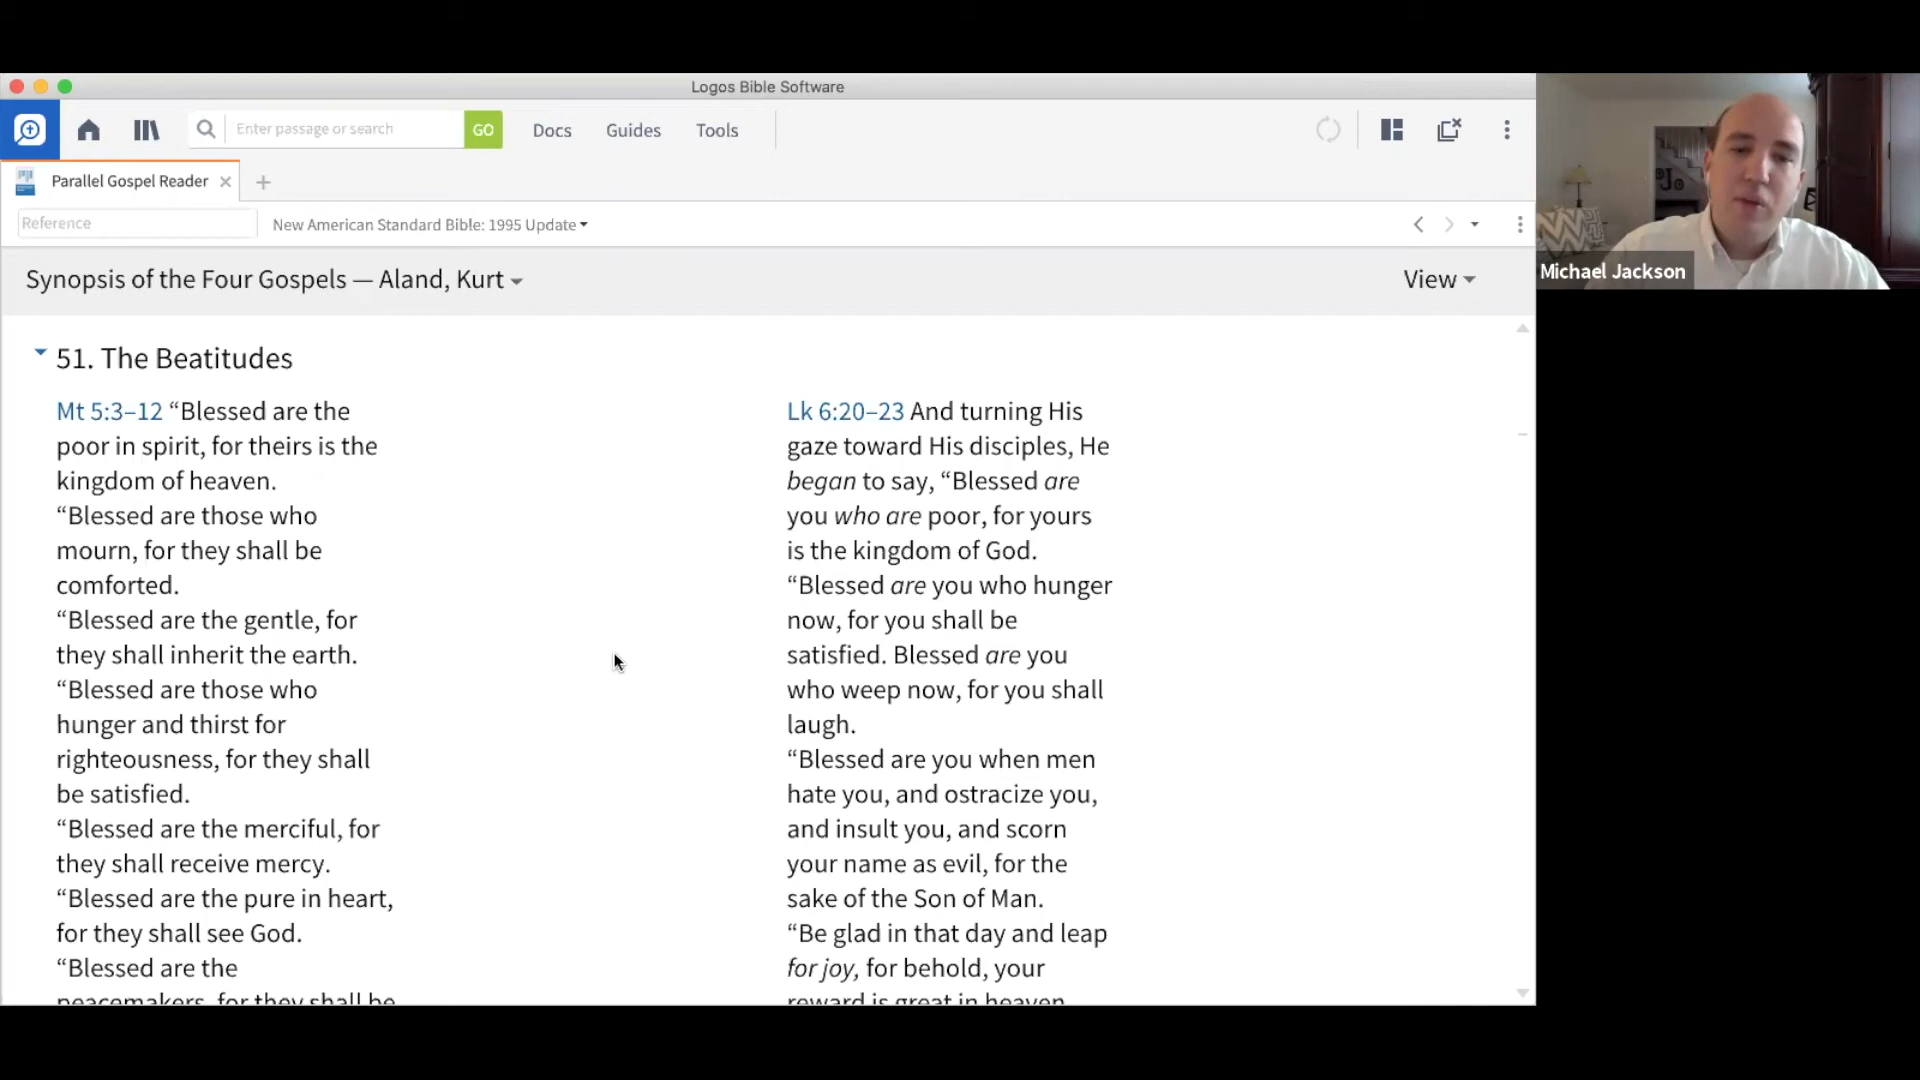 Logos Bible Software
Enter passage or search
GO
Docs
Guides
Tools
Parallel Gospel Reader
Reference
New American Standard Bible: 1995 Update
Synopsis of the Four Gospels — Aland, Kurt
View
Michael Jackson
51. The Beatitudes
Mt 5:3–12 “Blessed are the
poor in spirit, for theirs is the
kingdom of heaven.
“Blessed are those who
mourn, for they shall be
comforted.
“Blessed are the gentle, for
they shall inherit the earth.
“Blessed are those who
hunger and thirst for
righteousness, for they shall
be satisfied.
“Blessed are the merciful, for
they shall receive mercy.
“Blessed are the pure in heart,
for they shall see God.
“Blessed are the
peacemakers, for they shall be
Lk 6:20–23 And turning His
gaze toward His disciples, He
began to say, “Blessed are
you who are poor, for yours
is the kingdom of God.
“Blessed are you who hunger
now, for you shall be
satisfied. Blessed are you
who weep now, for you shall
laugh.
“Blessed are you when men
hate you, and ostracize you,
and insult you, and scorn
your name as evil, for the
sake of the Son of Man.
“Be glad in that day and leap
for joy, for behold, your
reward is great in heaven